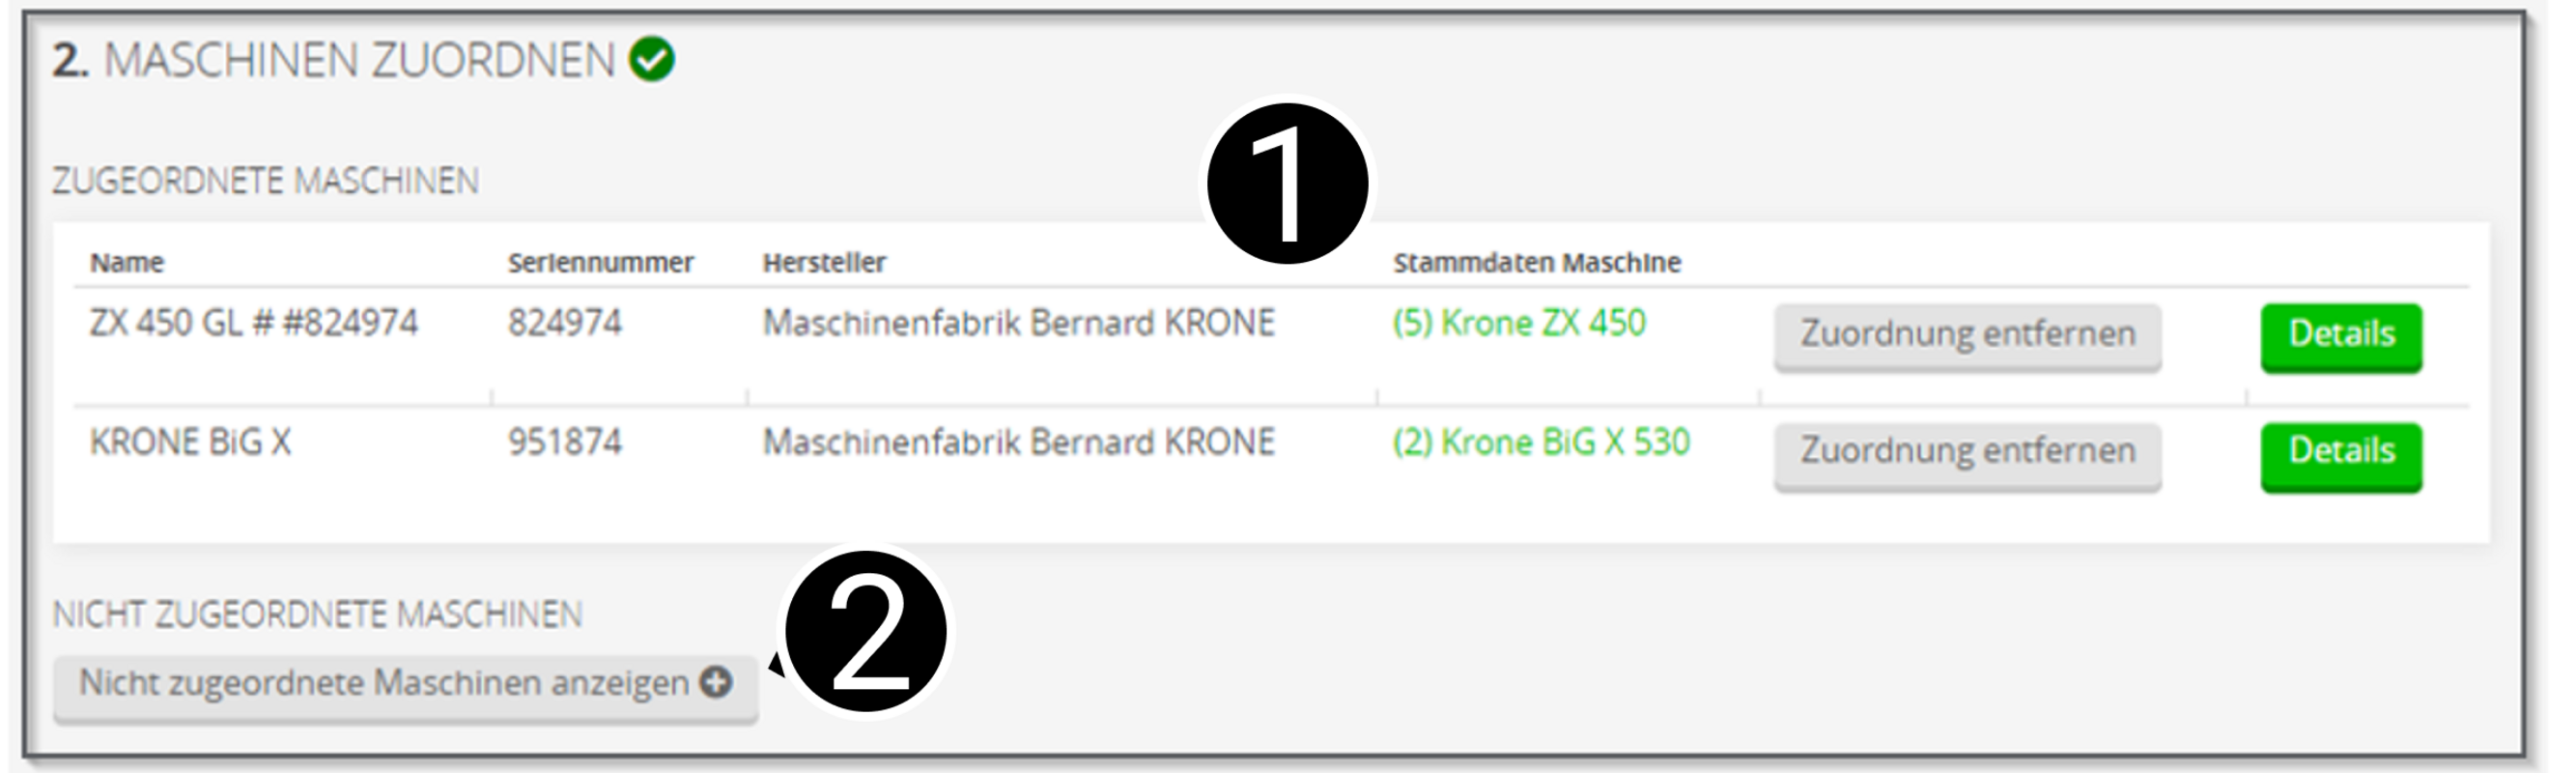 2. MASCHINEN ZUORDNEN
1
ZUGEORDNETE MASCHINEN
Name Seriennummer Hersteller Stammdaten Maschine
ZX 450 GL # #824974 824974 Maschinenfabrik Bernard KRONE (5) Krone ZX 450 Zuordnung entfernen Details
KRONE BiG X 951874 Maschinenfabrik Bernard KRONE (2) Krone BiG X 530 Zuordnung entfernen Details
NICHT ZUGEORDNETE MASCHINEN
2
Nicht zugeordnete Maschinen anzeigen